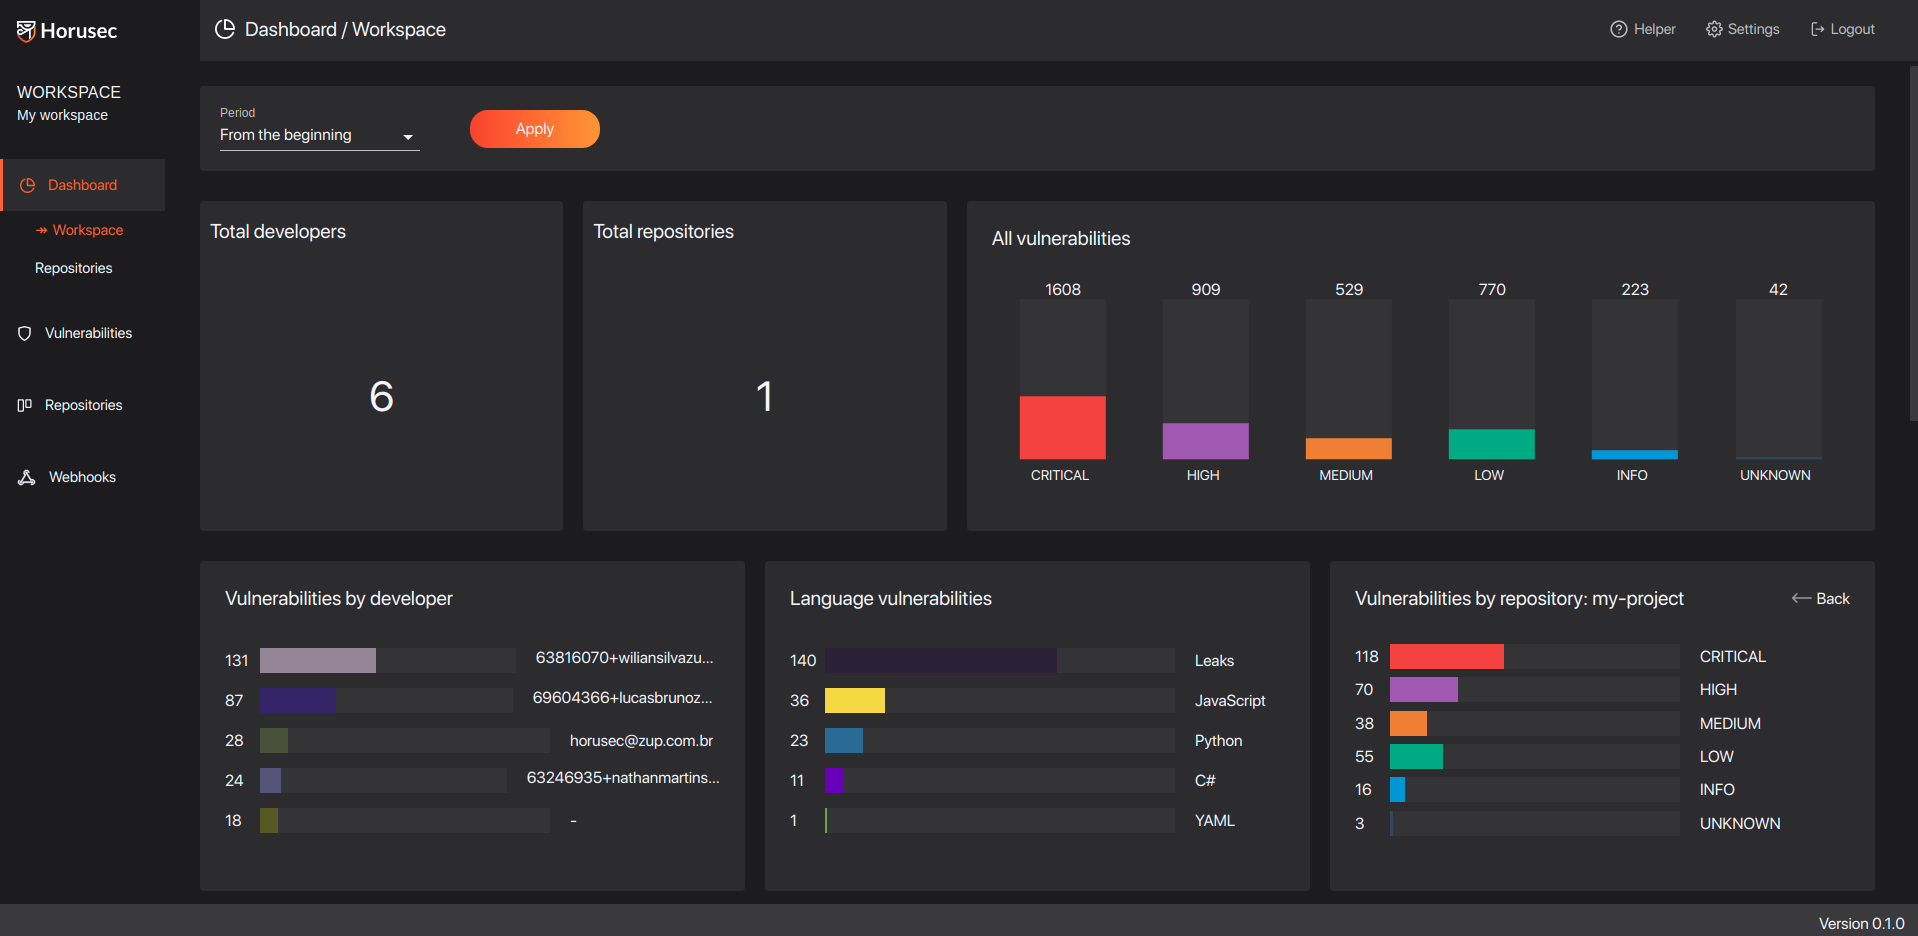 Horusec
Dashboard / Workspace
Helper
Settings
Logout
WORKSPACE
My workspace
Dashboard
Workspace
Repositories
Vulnerabilities
Repositories
Webhooks
Period
From the beginning
Apply
Total developers
6
Total repositories
1
All vulnerabilities
1608 909 529 770 223 42
CRITICAL HIGH MEDIUM LOW INFO UNKNOWN
Vulnerabilities by developer
131 63816070+wiliansilvazu...
87 69604366+lucasbrunoz...
28 horusec@zup.com.br
24 63246935+nathanmartins...
18 -
Language vulnerabilities
140 Leaks
36 JavaScript
23 Python
11 C#
1 YAML
Vulnerabilities by repository: my-project
Back
118 CRITICAL
70 HIGH
38 MEDIUM
55 LOW
16 INFO
3 UNKNOWN
Version 0.1.0